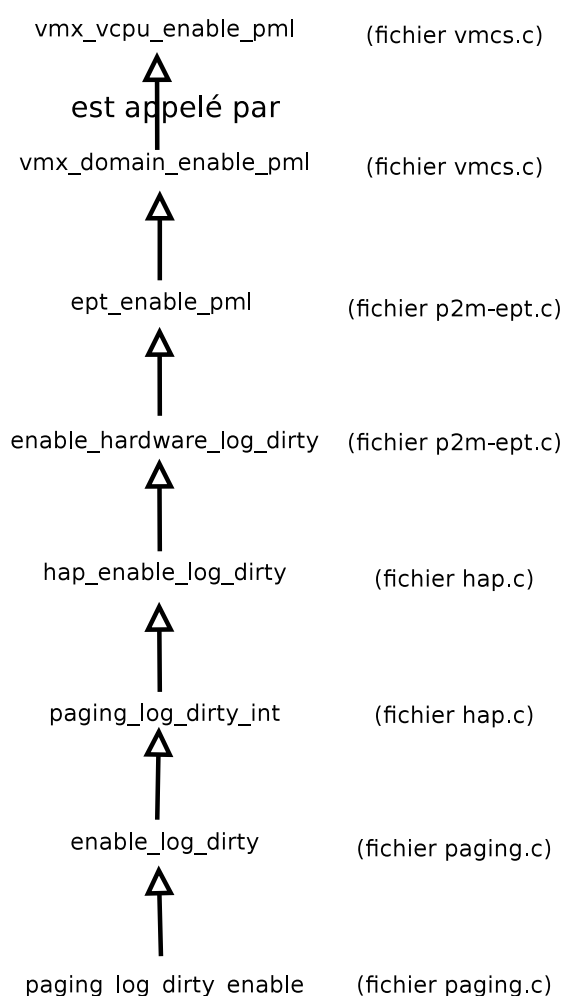 vmx_vcpu_enable_pml (fichier vmcs.c)
est appelé par
vmx_domain_enable_pml (fichier vmcs.c)
ept_enable_pml (fichier p2m-ept.c)
enable_hardware_log_dirty (fichier p2m-ept.c)
hap_enable_log_dirty (fichier hap.c)
paging_log_dirty_int (fichier hap.c)
enable_log_dirty (fichier paging.c)
paging_log_dirty_enable (fichier paging.c)